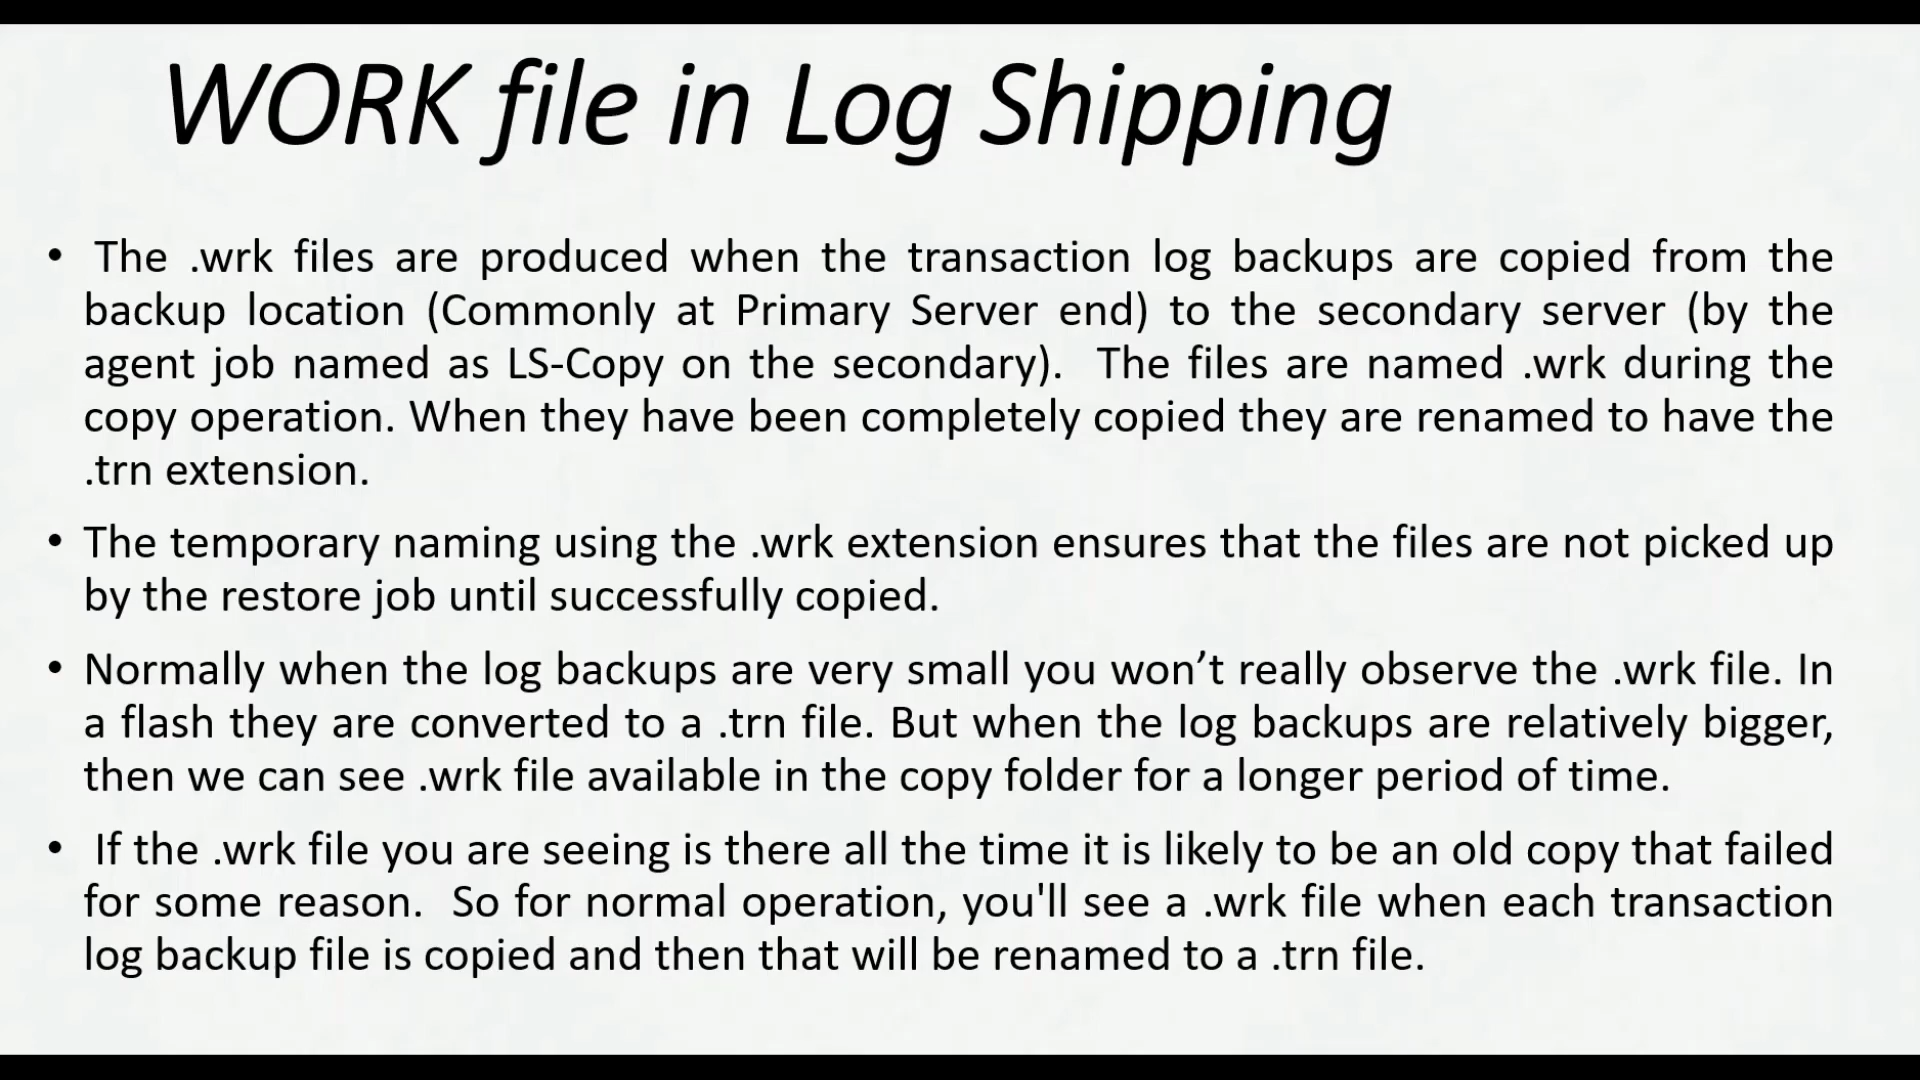 WORK file in Log Shipping
• The .wrk files are produced when the transaction log backups are copied from the
backup location (Commonly at Primary Server end) to the secondary server (by the
agent job named as LS-Copy on the secondary). The files are named .wrk during the
copy operation. When they have been completely copied they are renamed to have the
.trn extension.
• The temporary naming using the .wrk extension ensures that the files are not picked up
by the restore job until successfully copied.
• Normally when the log backups are very small you won’t really observe the .wrk file. In
a flash they are converted to a .trn file. But when the log backups are relatively bigger,
then we can see .wrk file available in the copy folder for a longer period of time.
• If the .wrk file you are seeing is there all the time it is likely to be an old copy that failed
for some reason. So for normal operation, you'll see a .wrk file when each transaction
log backup file is copied and then that will be renamed to a .trn file.